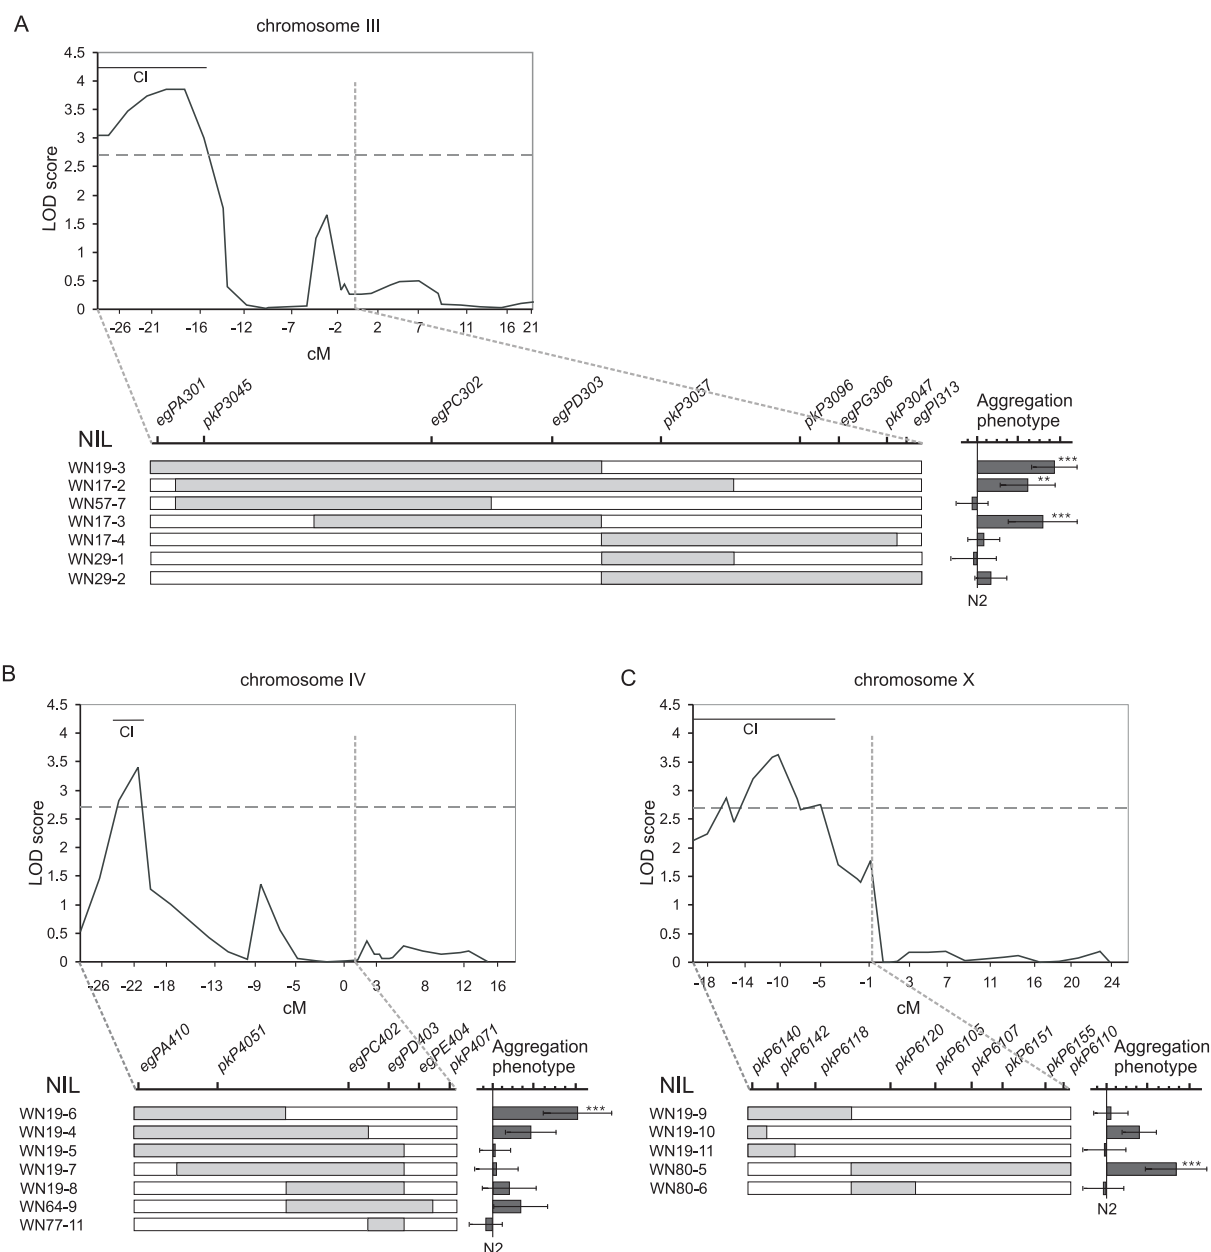 A
chromosome III
4.5
4
3.5
3
2.5
2
1.5
1
0.5
0
LOD score
CI
-26 -21 -16 -12 -7 -2 2 7 11 16 21
cM
egPA301 pkP3045 egPC302 egPD303 pkP3057 pkP3096 egPG306 pkP3047 egPI313
Aggregation
phenotype
NIL
WN19-3 ***
WN17-2 **
WN57-7
WN17-3 ***
WN17-4
WN29-1
WN29-2
N2
B
chromosome IV
4.5
4
3.5
3
2.5
2
1.5
1
0.5
0
LOD score
CI
-26 -22 -18 -13 -9 -5 0 3 8 12 16
cM
egPA410 pkP4051 egPC402 egPD403 egPE404 pkP4071
Aggregation
phenotype
NIL
WN19-6 ***
WN19-4
WN19-5
WN19-7
WN19-8
WN64-9
WN77-11
N2
C
chromosome X
4.5
4
3.5
3
2.5
2
1.5
1
0.5
0
LOD score
CI
-18 -14 -10 -5 -1 3 7 11 16 20 24
cM
pkP6140 pkP6142 pkP6118 pkP6120 pkP6105 pkP6107 pkP6151 pkP6155 pkP6110
Aggregation
phenotype
NIL
WN19-9
WN19-10
WN19-11
WN80-5 ***
WN80-6
N2